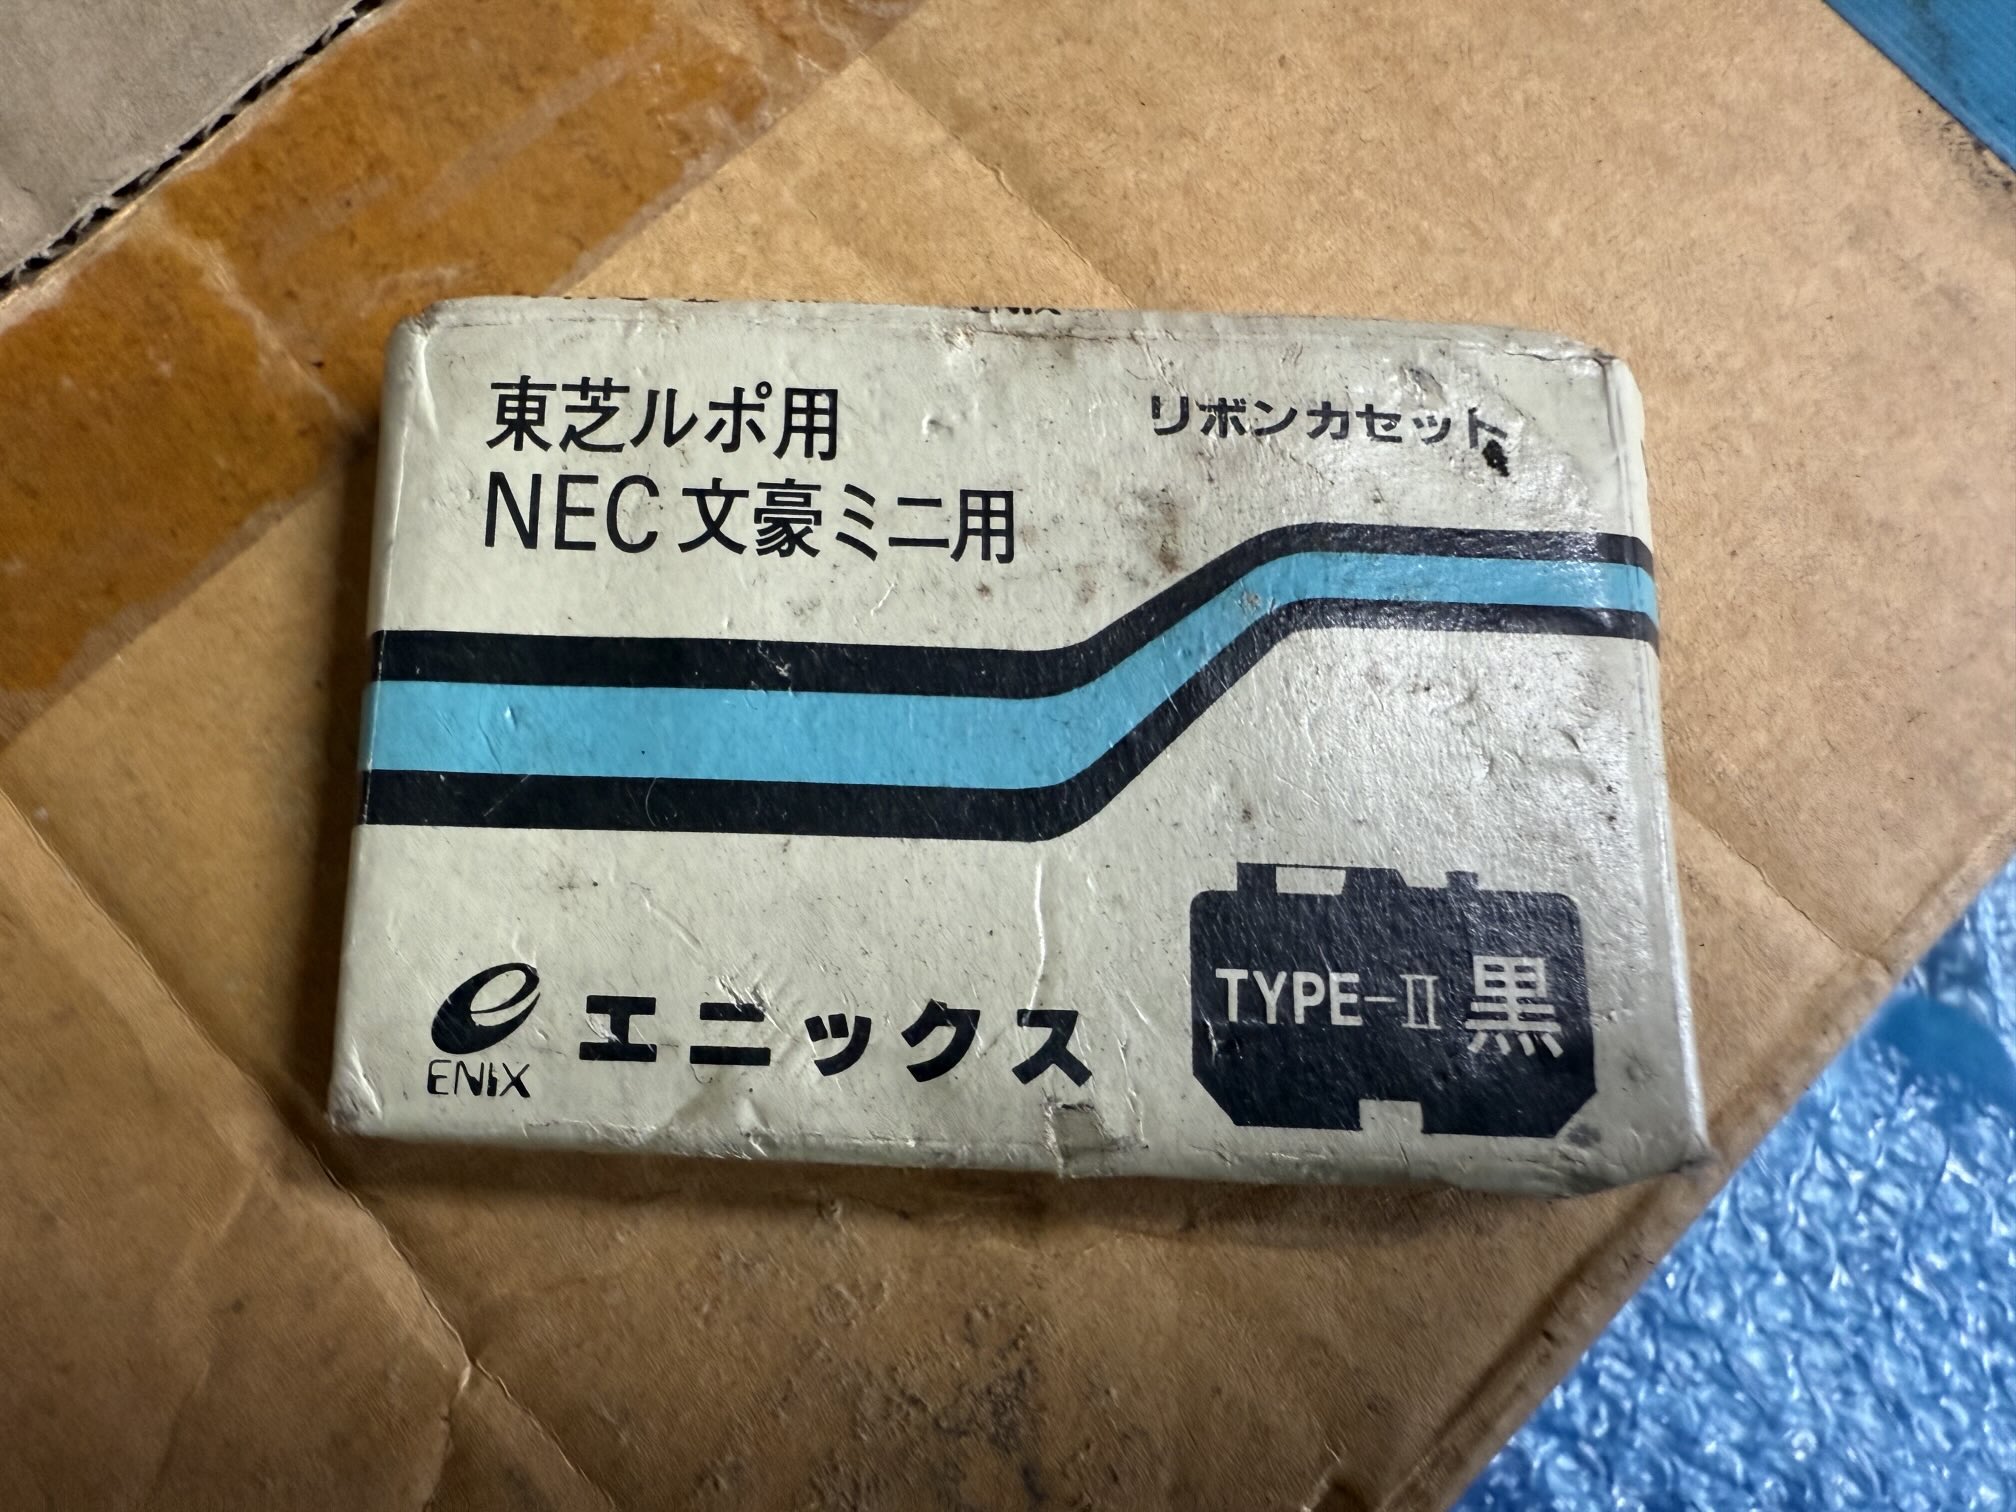 東芝ルポ用
NEC 文豪ミニ用
リボンカセット
ENIX
エニックス
TYPE-II 黒